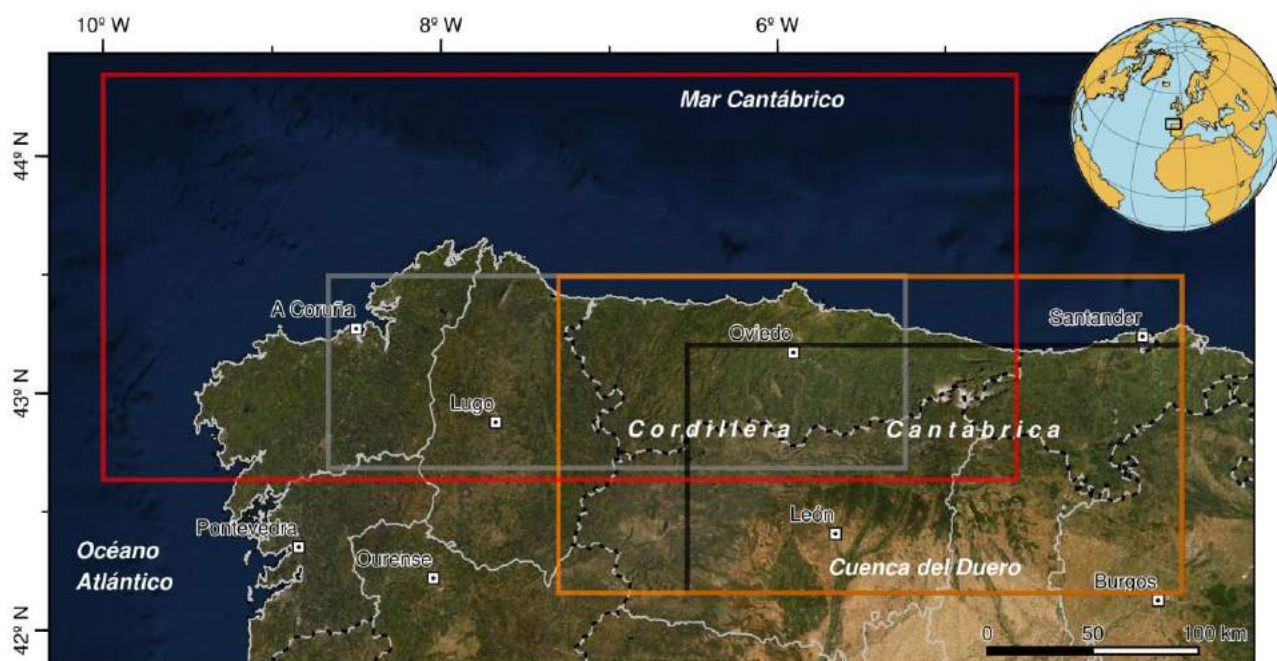 10º W
8º W
6º W
44º N
43º N
42º N
Mar Cantábrico
A Coruña
Lugo
Oviedo
Santander
Cordillera Cantábrica
Pontevedra
Ourense
León
Océano
Atlántico
Cuenca del Duero
Burgos
0 50 100 km